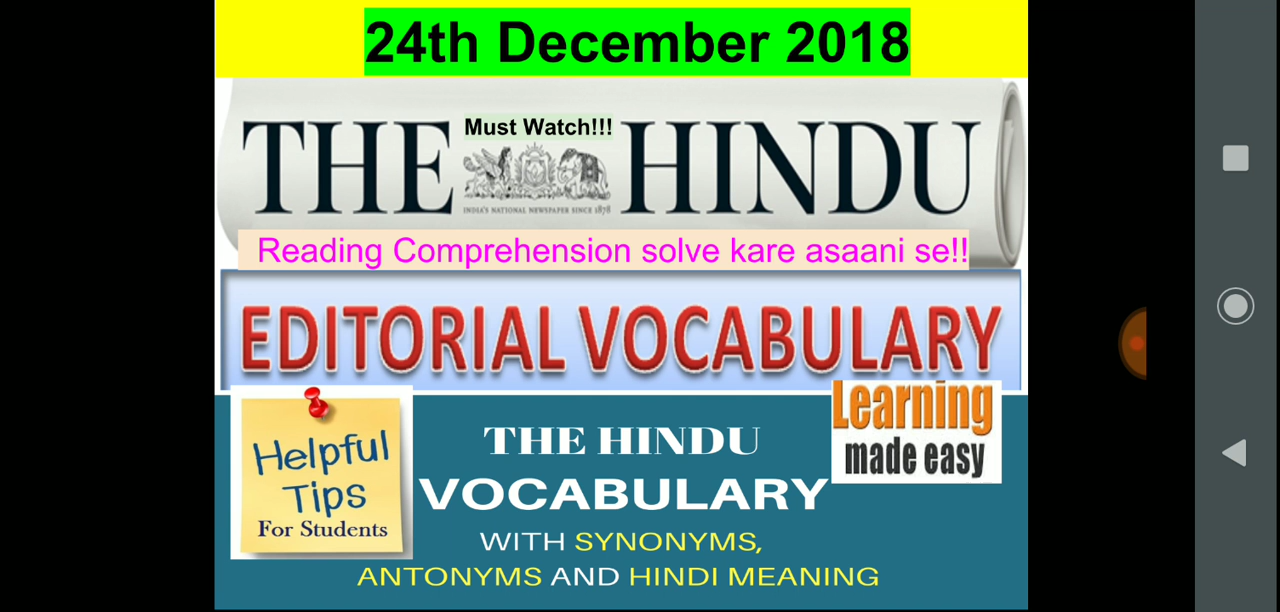 24th December 2018
Must Watch!!!
THE HINDU
INDIA'S NATIONAL NEWSPAPER SINCE 1878
Reading Comprehension solve kare asaani se!!
EDITORIAL VOCABULARY
Learning
made easy
Helpful
Tips
For Students
THE HINDU
VOCABULARY
WITH SYNONYMS,
ANTONYMS AND HINDI MEANING